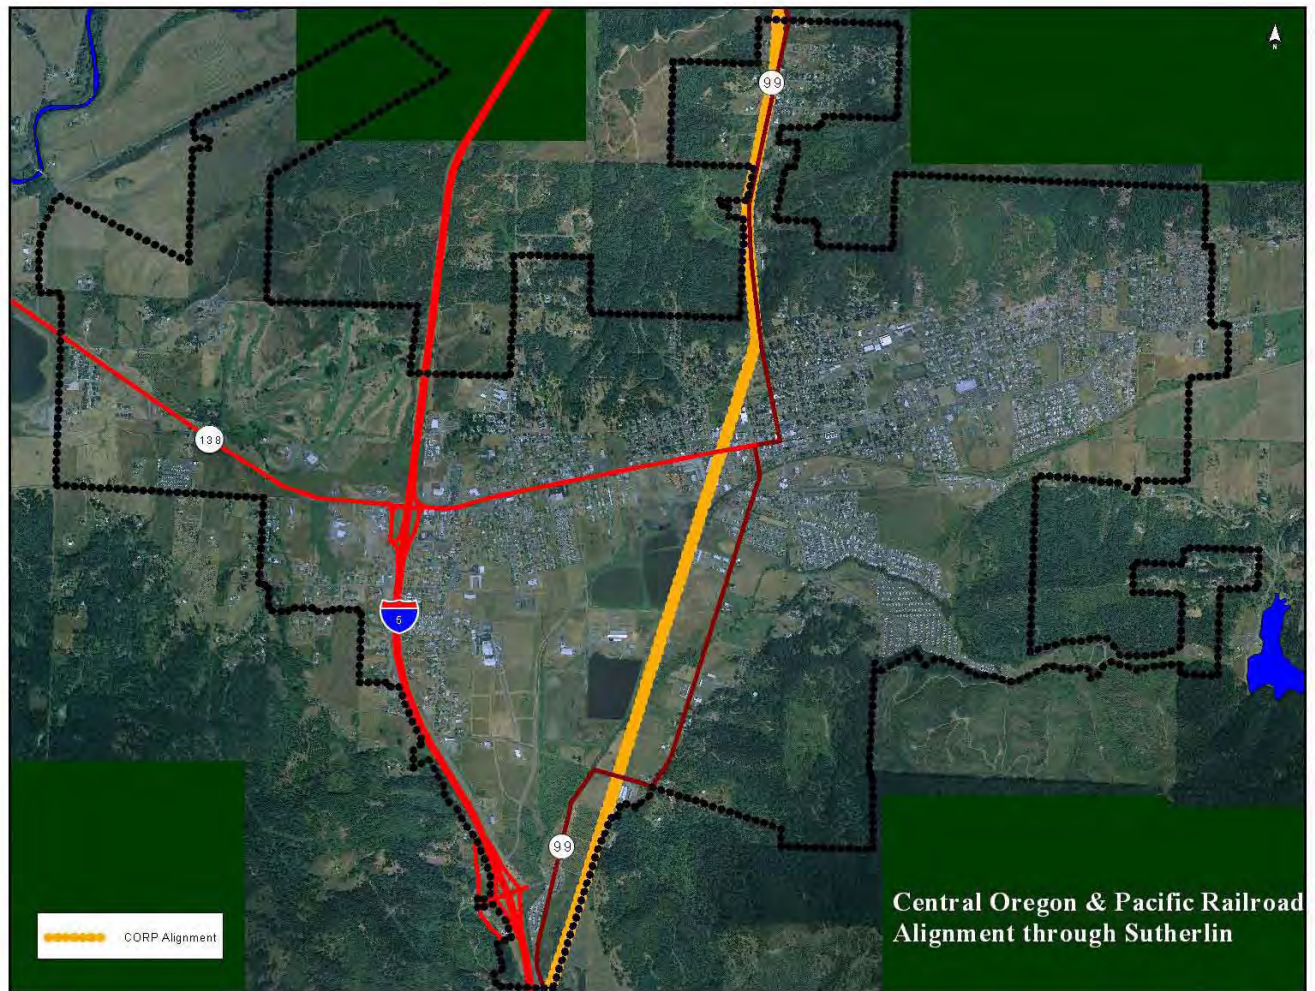 N
99
138
5
99
CORP Alignment
Central Oregon & Pacific Railroad
Alignment through Sutherlin